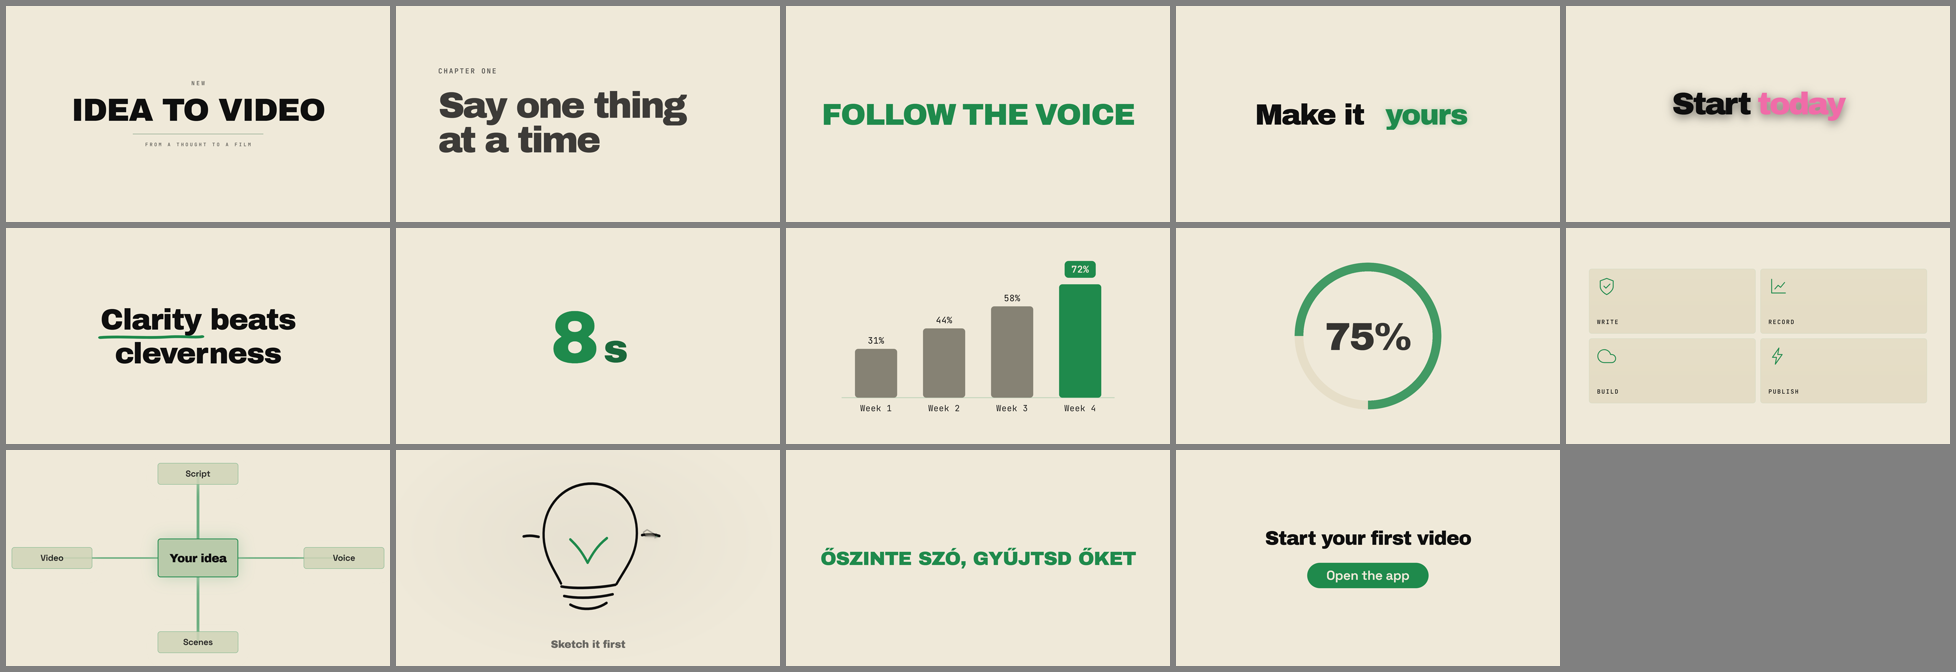 NEW
IDEA TO VIDEO
FROM A THOUGHT TO A FILM
CHAPTER ONE
Say one thing
at a time
FOLLOW THE VOICE
Make it yours
Start today
Clarity beats
cleverness
8s
31%
44%
58%
72%
Week 1
Week 2
Week 3
Week 4
75%
WRITE
RECORD
BUILD
PUBLISH
Script
Video
Your idea
Voice
Scenes
Sketch it first
ŐSZINTE SZÓ, GYŰJTSD ŐKET
Start your first video
Open the app